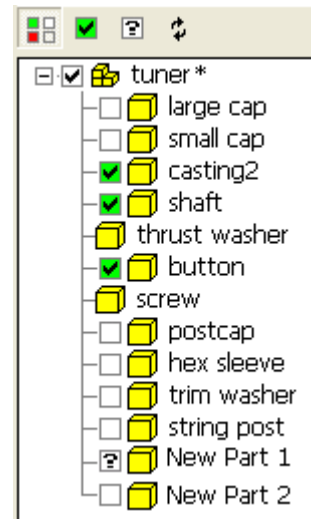 tuner*
large cap
small cap
casting2
shaft
thrust washer
button
screw
postcap
hex sleeve
trim washer
string post
? New Part 1
New Part 2